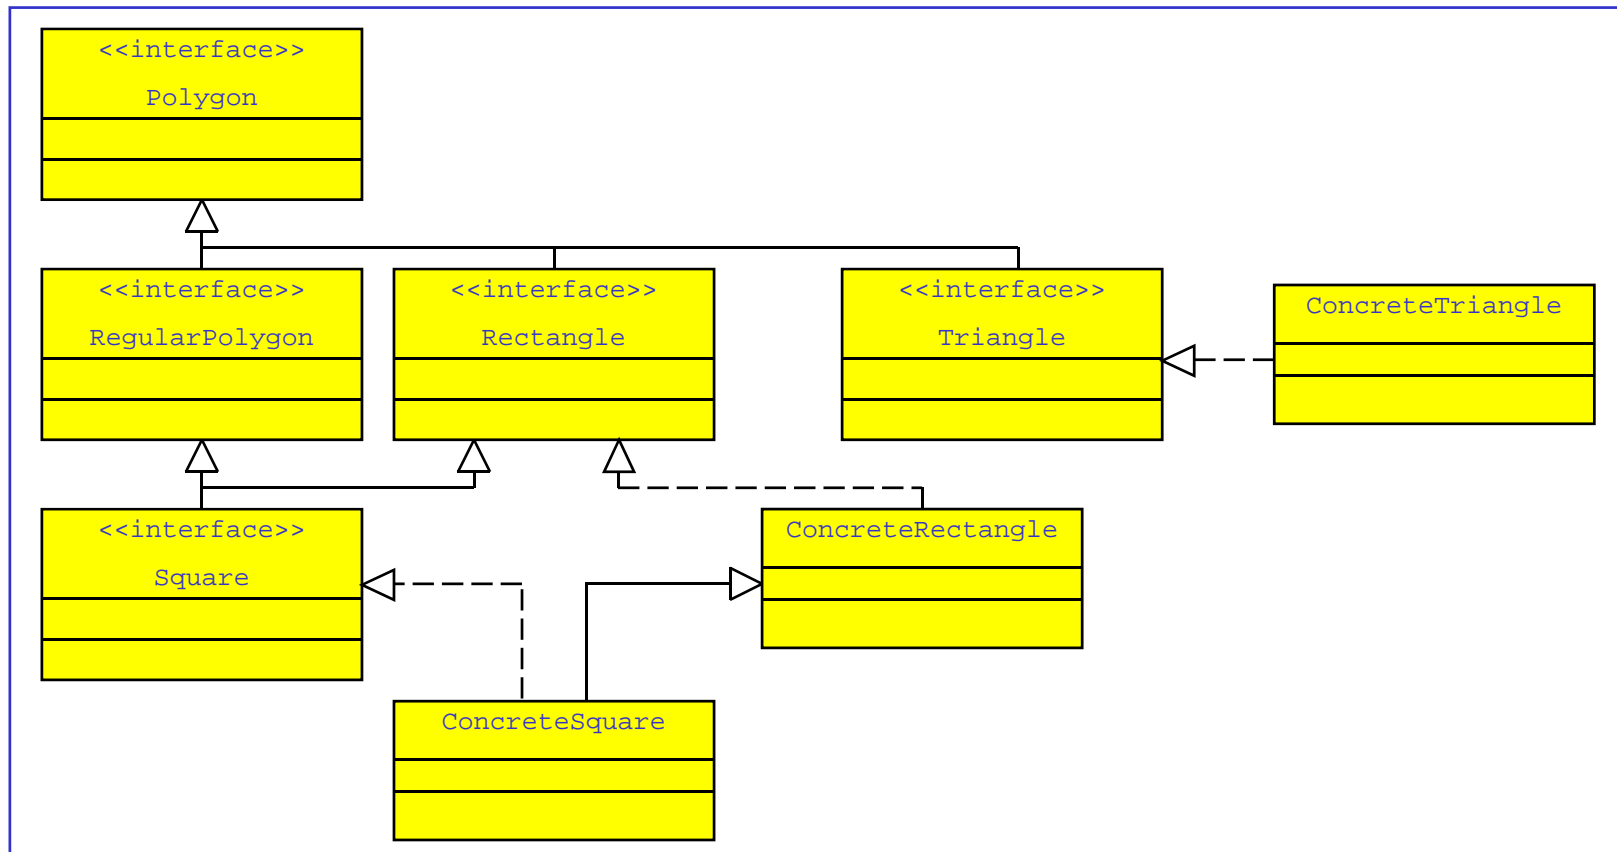 <<interface>>
Polygon
<<interface>>
RegularPolygon
<<interface>>
Rectangle
<<interface>>
Triangle
ConcreteTriangle
<<interface>>
Square
ConcreteRectangle
ConcreteSquare